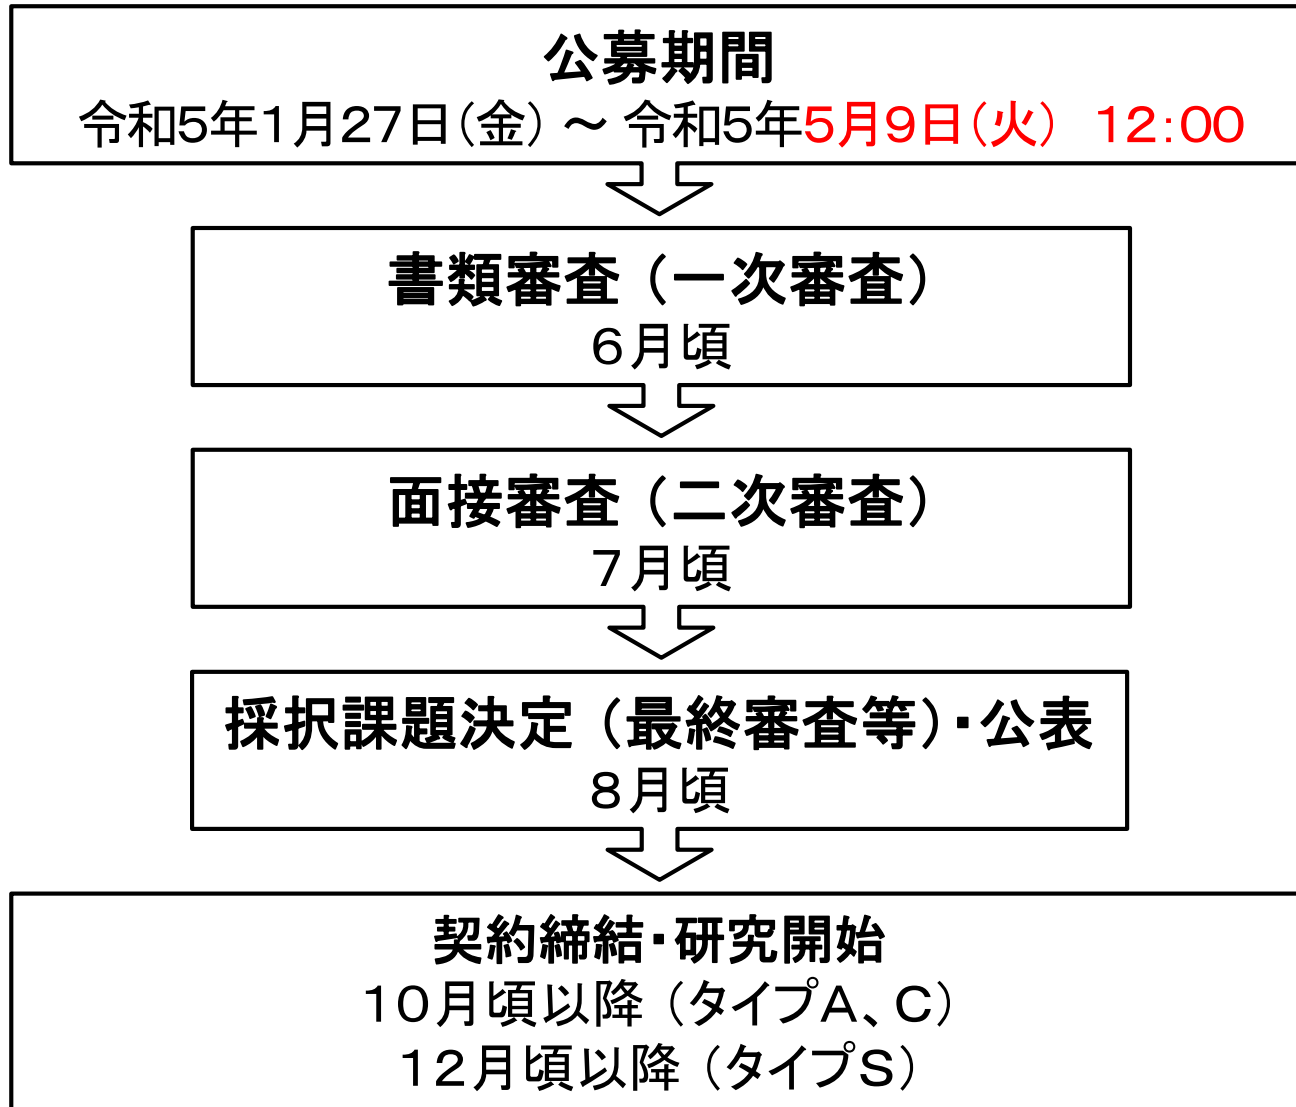 公募期間
令和5年1月27日(金) ～ 令和5年5月9日(火) 12:00
書類審査(一次審査)
6月頃
面接審査(二次審査)
7月頃
採択課題決定(最終審査等)・公表
8月頃
契約締結・研究開始
10月頃以降(タイプA、C)
12月頃以降(タイプS)